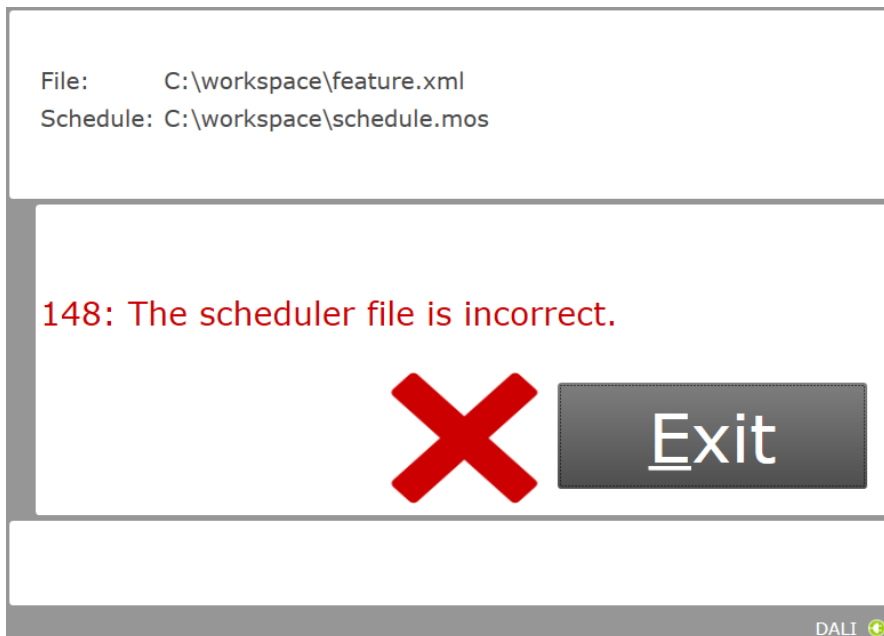 File: C:\workspace\feature.xml
Schedule: C:\workspace\schedule.mos
148: The scheduler file is incorrect.
Exit
DALI